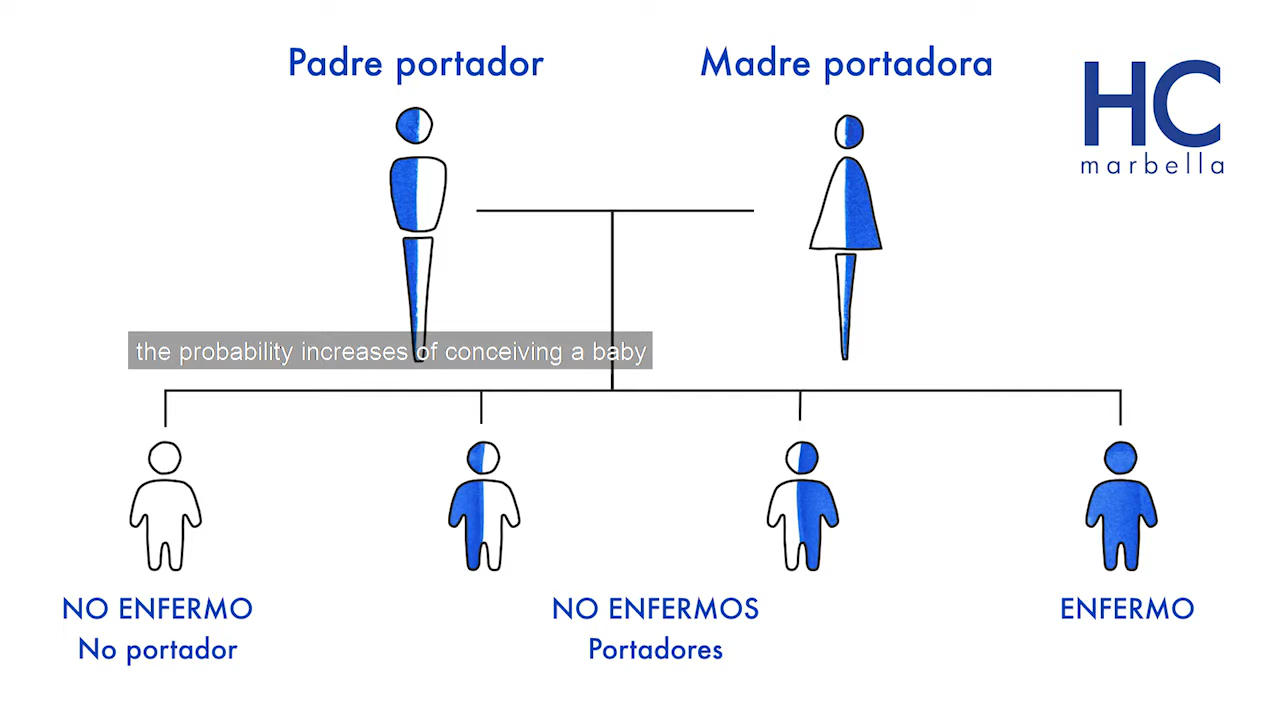 Padre portador
Madre portadora
HC
marbella
the probability increases of conceiving a baby
NO ENFERMO
No portador
NO ENFERMOS
Portadores
ENFERMO